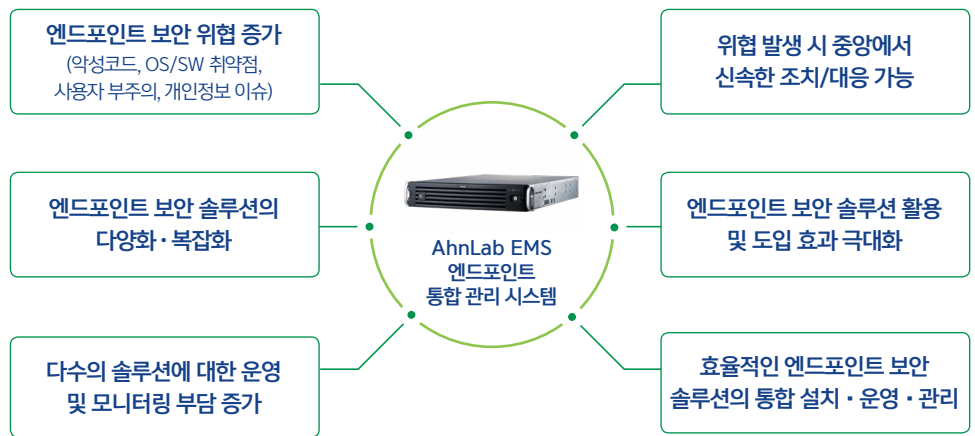 엔드포인트 보안 위협 증가
(악성코드, OS/SW 취약점,
사용자 부주의, 개인정보 이슈)
엔드포인트 보안 솔루션의
다양화·복잡화
다수의 솔루션에 대한 운영
및 모니터링 부담 증가
AhnLab EMS
엔드포인트
통합 관리 시스템
위협 발생 시 중앙에서
신속한 조치/대응 가능
엔드포인트 보안 솔루션 활용
및 도입 효과 극대화
효율적인 엔드포인트 보안
솔루션의 통합 설치·운영·관리